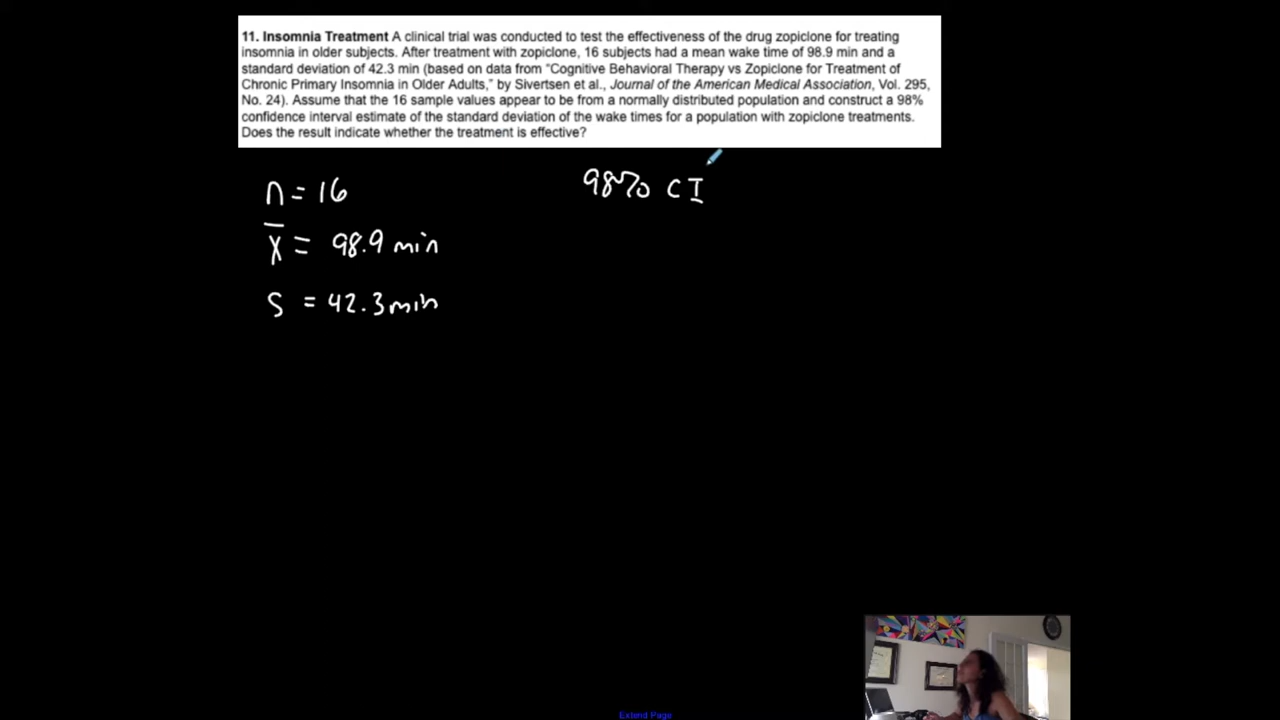 11. Insomnia Treatment A clinical trial was conducted to test the effectiveness of the drug zopiclone for treating
insomnia in older subjects. After treatment with zopiclone, 16 subjects had a mean wake time of 98.9 min and a
standard deviation of 42.3 min (based on data from "Cognitive Behavioral Therapy vs Zopiclone for Treatment of
Chronic Primary Insomnia in Older Adults," by Sivertsen et al., Journal of the American Medical Association, Vol. 295,
No. 24). Assume that the 16 sample values appear to be from a normally distributed population and construct a 98%
confidence interval estimate of the standard deviation of the wake times for a population with zopiclone treatments.
Does the result indicate whether the treatment is effective?
n = 16
98% CI
x̅ = 98.9 min
s = 42.3 min
Extend Page